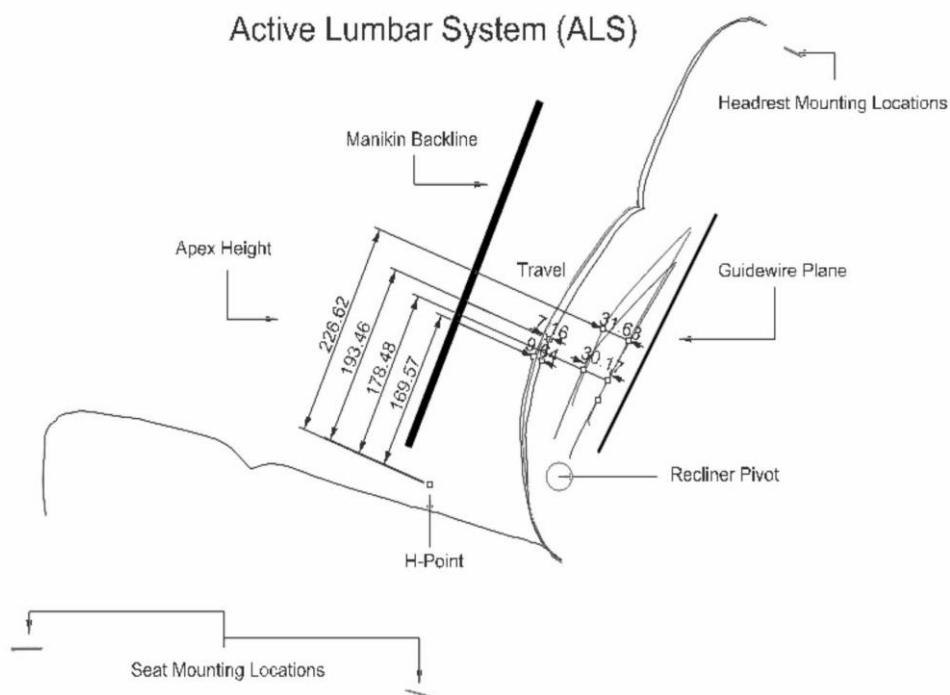 Active Lumbar System (ALS)
Headrest Mounting Locations
Manikin Backline
Apex Height
Travel
Guidewire Plane
226.62
193.46
178.48
169.57
7.16
31.68
30.17
Recliner Pivot
H-Point
Seat Mounting Locations